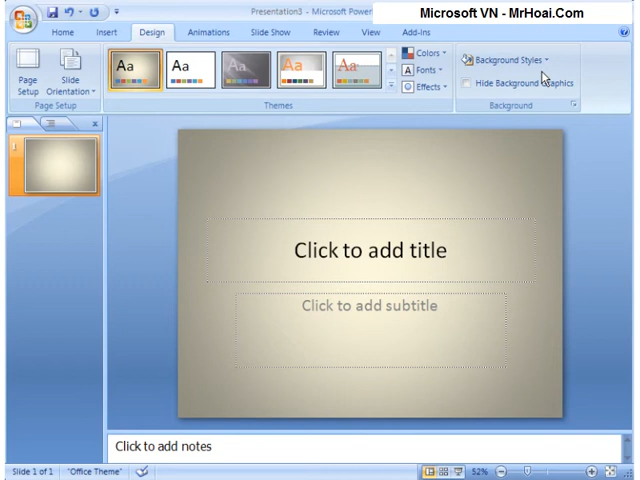 Presentation3 - Microsoft Powerl
Microsoft VN - MrHoai.Com
Home Insert Design Animations Slide Show Review View Add-Ins
Page Setup
Slide Orientation
Aa Aa Aa Aa Aa
Colors
Fonts
Effects
Background Styles
Hide Background Graphics
Page Setup Themes Background
1
Click to add title
Click to add subtitle
Click to add notes
Slide 1 of 1 "Office Theme" 52%